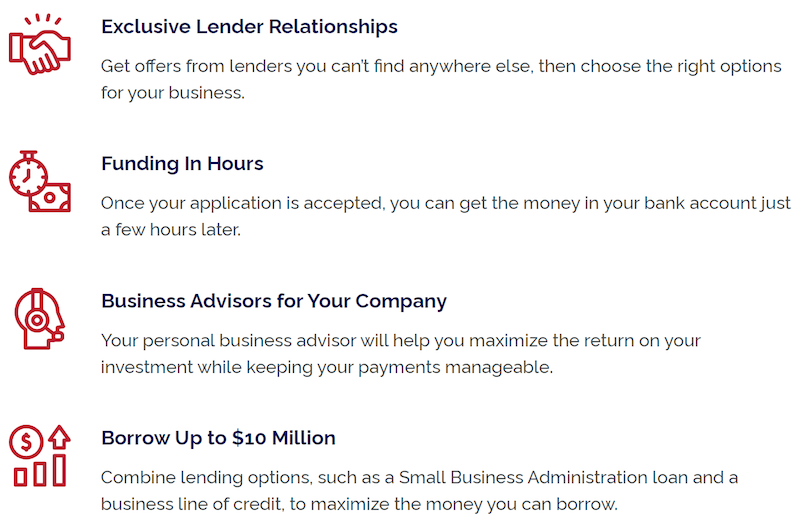 Exclusive Lender Relationships
Get offers from lenders you can't find anywhere else, then choose the right options
for your business.
Funding In Hours
Once your application is accepted, you can get the money in your bank account just
a few hours later.
Business Advisors for Your Company
Your personal business advisor will help you maximize the return on your
investment while keeping your payments manageable.
$
Borrow Up to $10 Million
Combine lending options, such as a Small Business Administration loan and a
business line of credit, to maximize the money you can borrow.